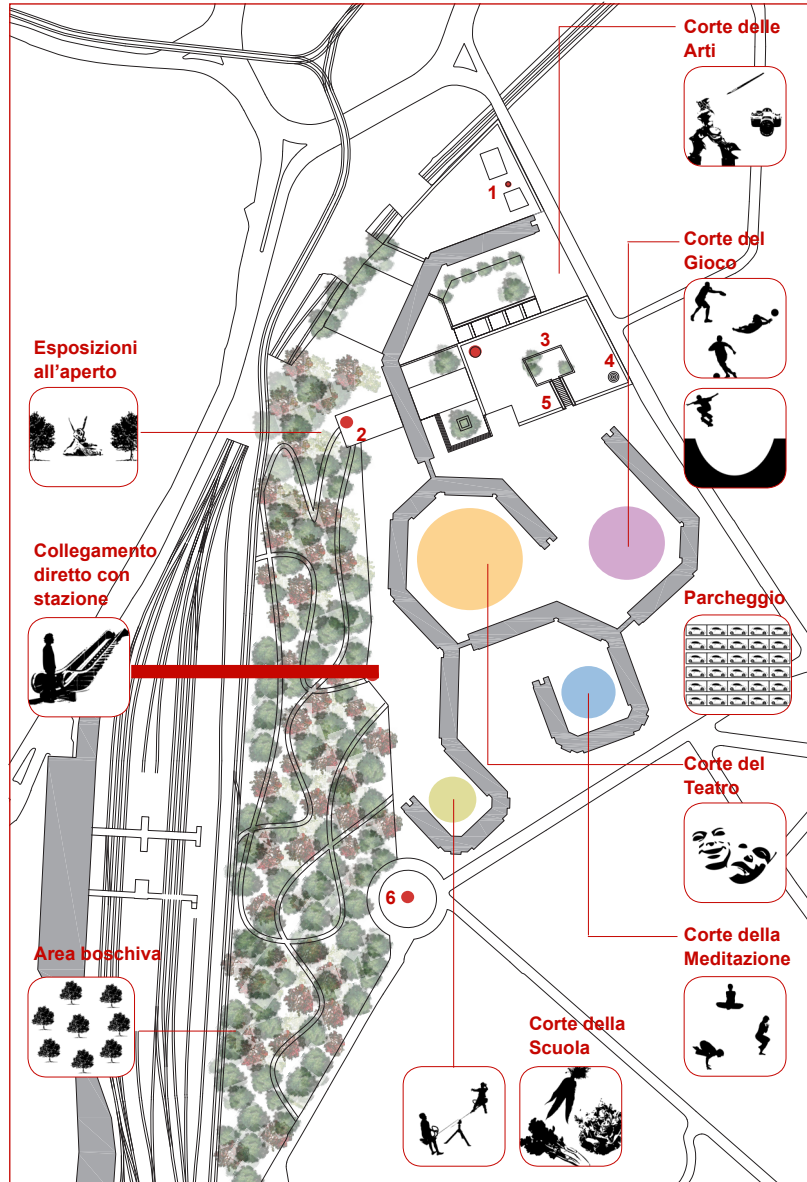 Corte delle
Arti
1
Corte del
Gioco
3
4
5
Esposizioni
all'aperto
2
Collegamento
diretto con
stazione
Parcheggio
Corte del
Teatro
6
Area boschiva
Corte della
Meditazione
Corte della
Scuola